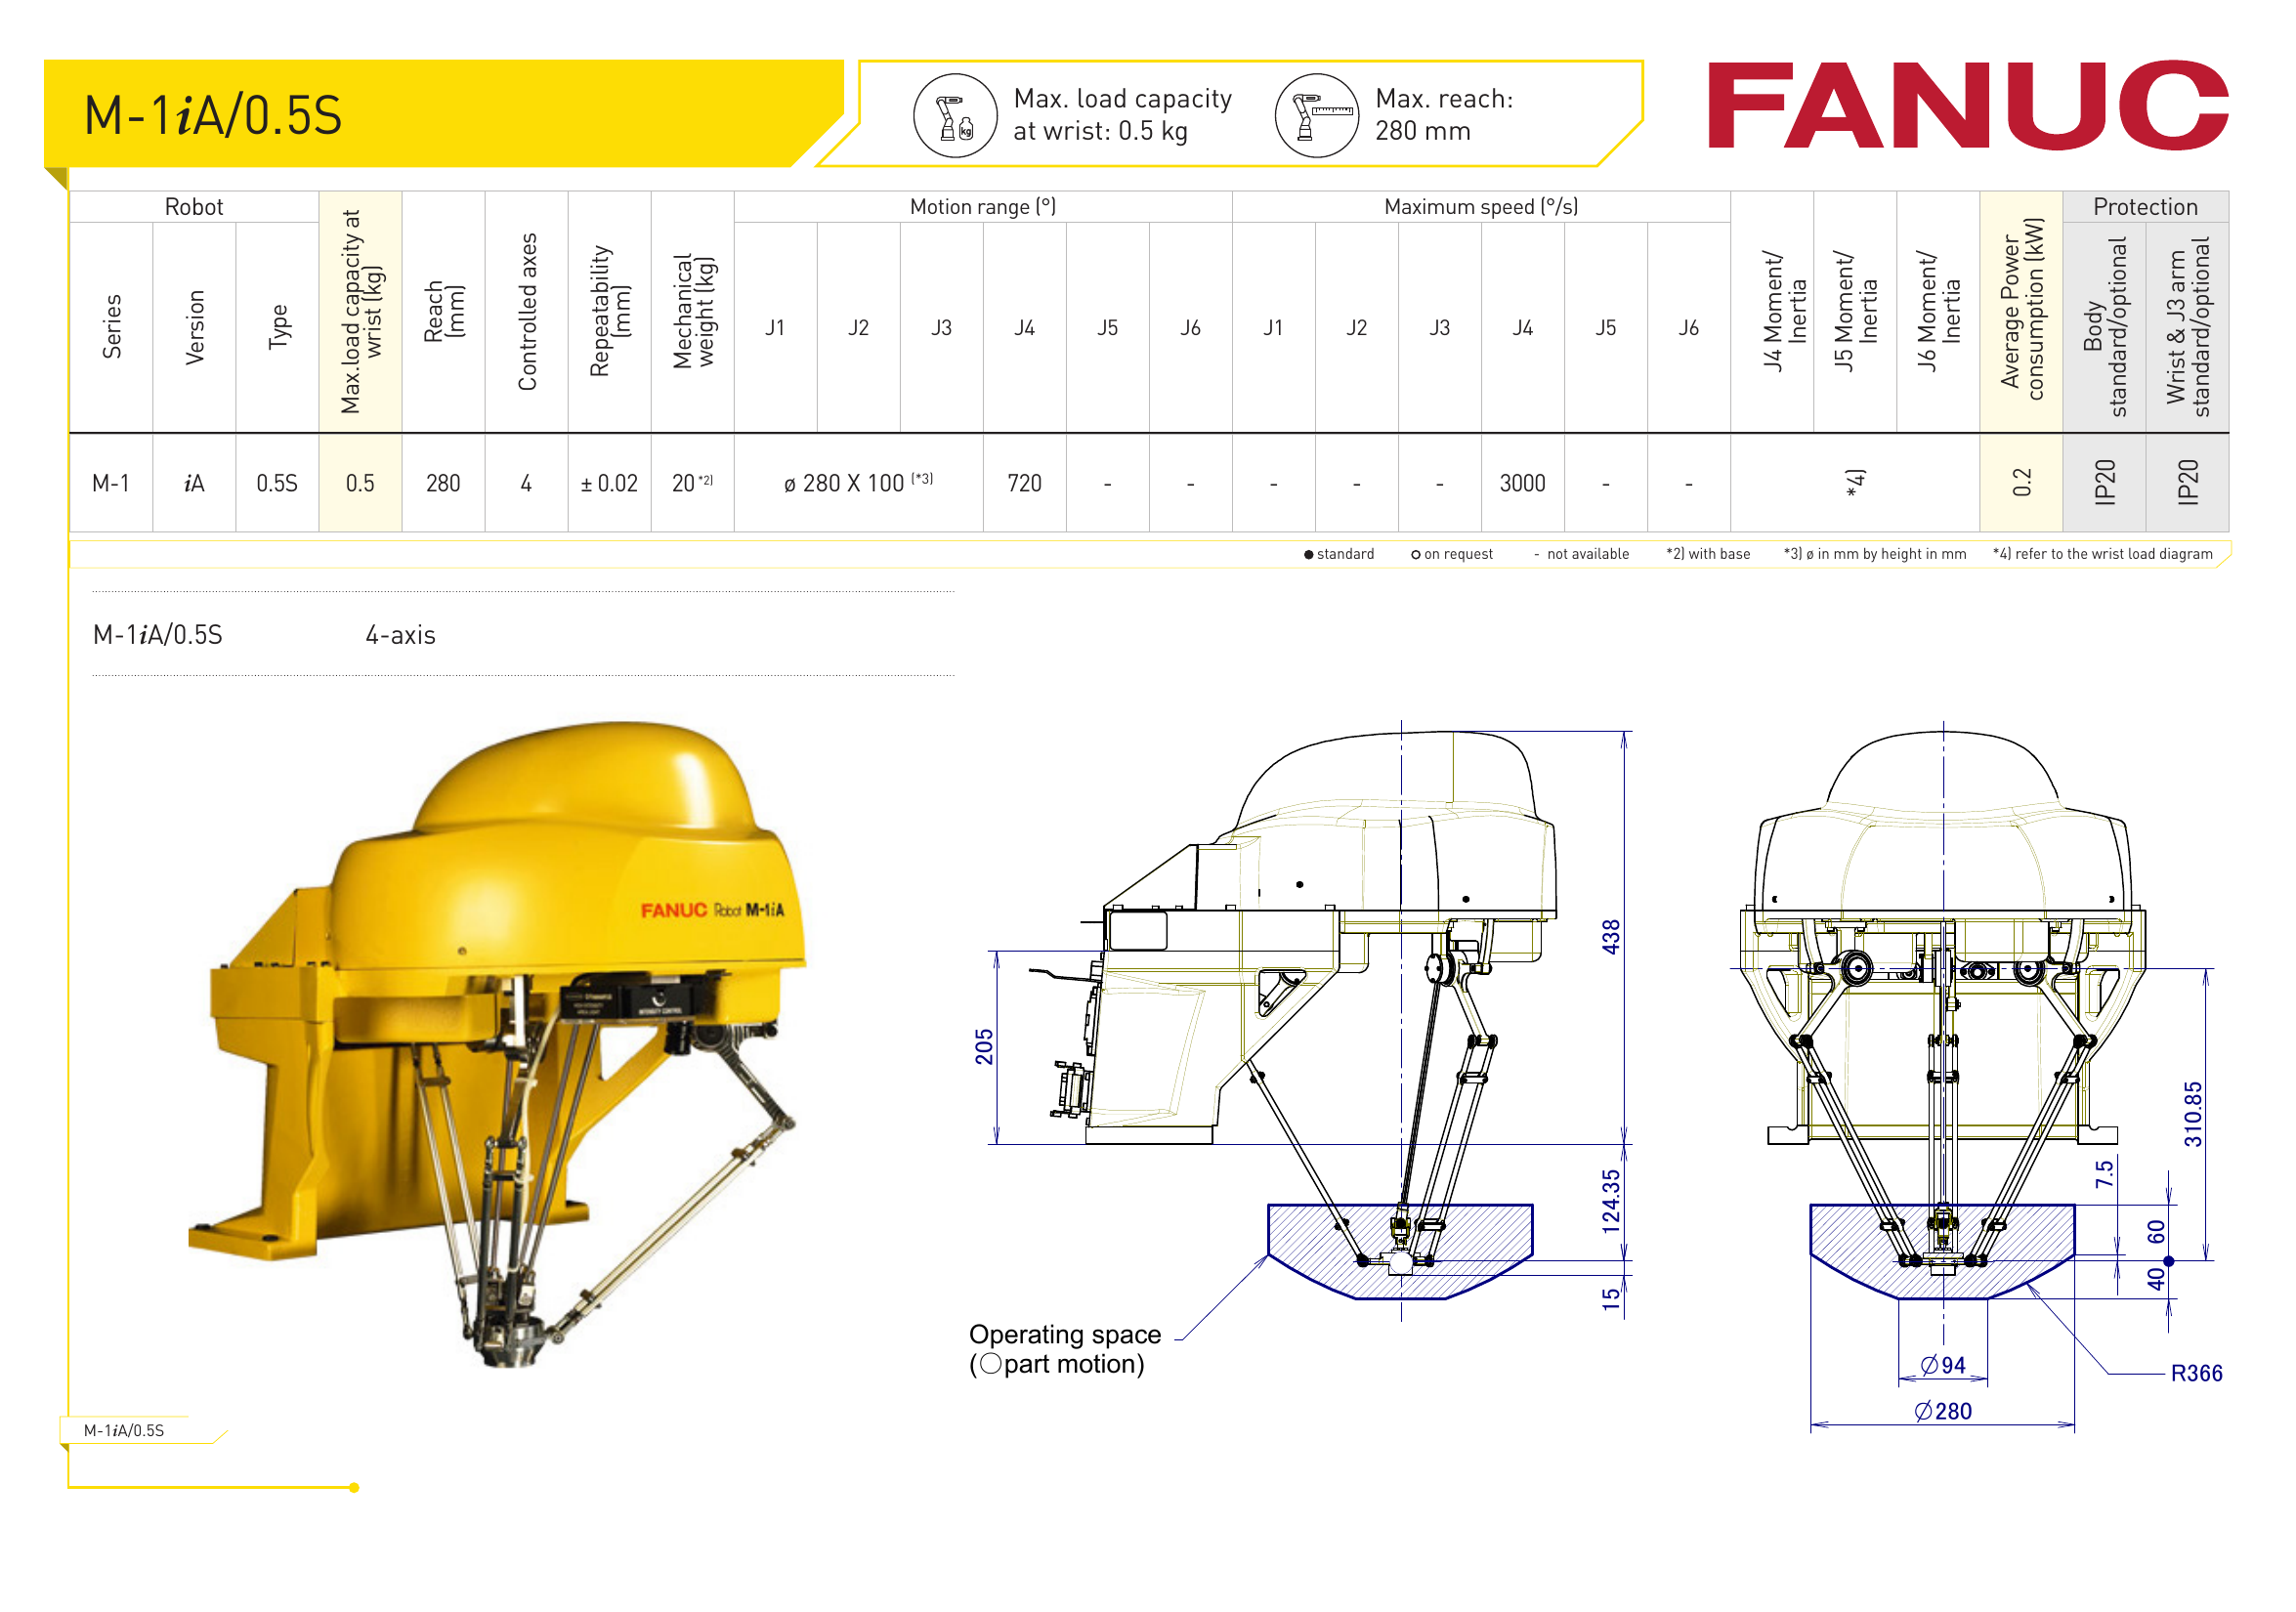 M-1iA/0.5S
Max. load capacity
at wrist: 0.5 kg
Max. reach:
280 mm
FANUC
kg
Robot
Motion range (°)
Maximum speed (°/s)
Protection
Series
Version
Type
Max.load capacity at
wrist (kg)
Reach
(mm)
Controlled axes
Repeatability
(mm)
Mechanical
weight (kg)
J1
J2
J3
J4
J5
J6
J1
J2
J3
J4
J5
J6
J4 Moment/
Inertia
J5 Moment/
Inertia
J6 Moment/
Inertia
Average Power
consumption (kW)
Body
standard/optional
Wrist & J3 arm
standard/optional
M-1 iA 0.5S 0.5 280 4 ± 0.02 20 *2) ø 280 X 100 (*3) 720 - - - - - 3000 - - *4) 0.2 IP20 IP20
● standard ○ on request - not available *2) with base *3) ø in mm by height in mm *4) refer to the wrist load diagram
M-1iA/0.5S 4-axis
FANUC Robot M-1iA
INTENSITY CONTROL
438
205
124.35
15
Operating space
(○part motion)
310.85
7.5
60
40
∅94
R366
∅280
M-1iA/0.5S